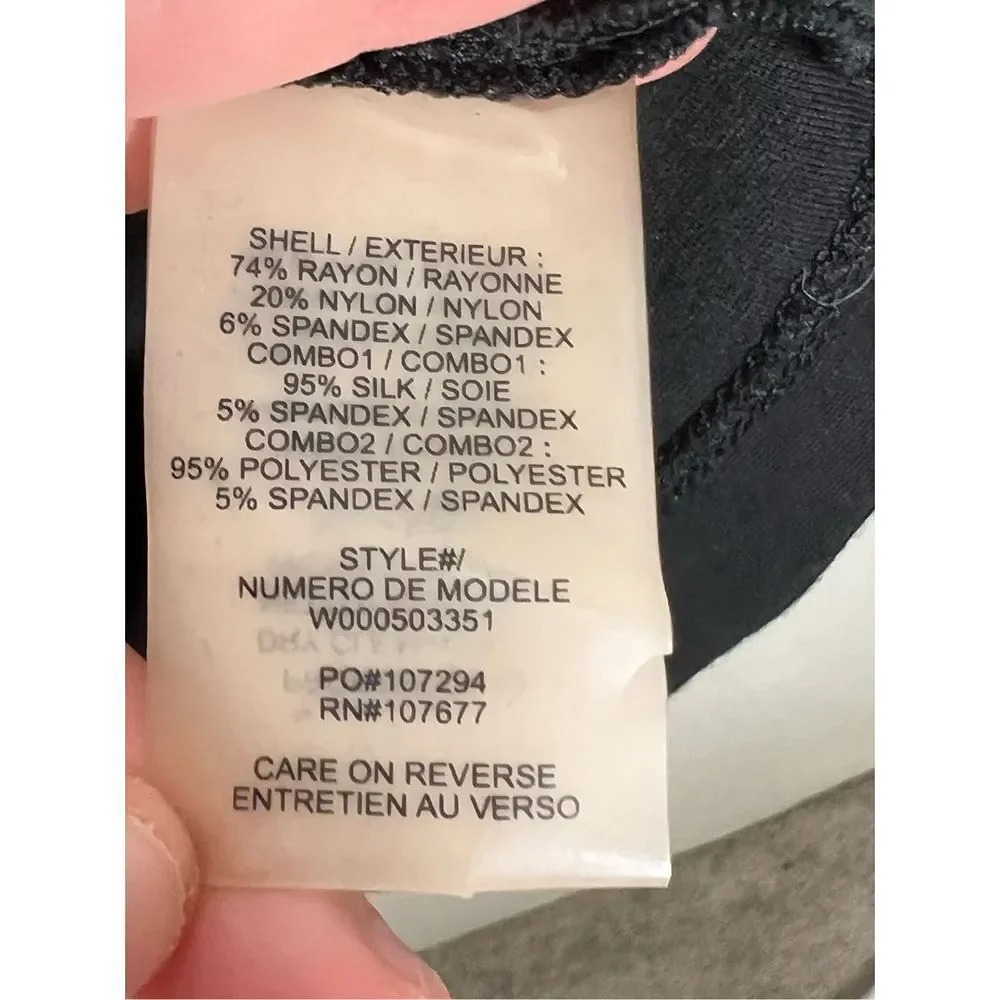 SHELL / EXTERIEUR :
74% RAYON / RAYONNE
20% NYLON / NYLON
6% SPANDEX / SPANDEX
COMBO1 / COMBO1 :
95% SILK / SOIE
5% SPANDEX / SPANDEX
COMBO2 / COMBO2 :
95% POLYESTER / POLYESTER
5% SPANDEX / SPANDEX
STYLE#/
NUMERO DE MODELE
W000503351
PO#107294
RN#107677
CARE ON REVERSE
ENTRETIEN AU VERSO